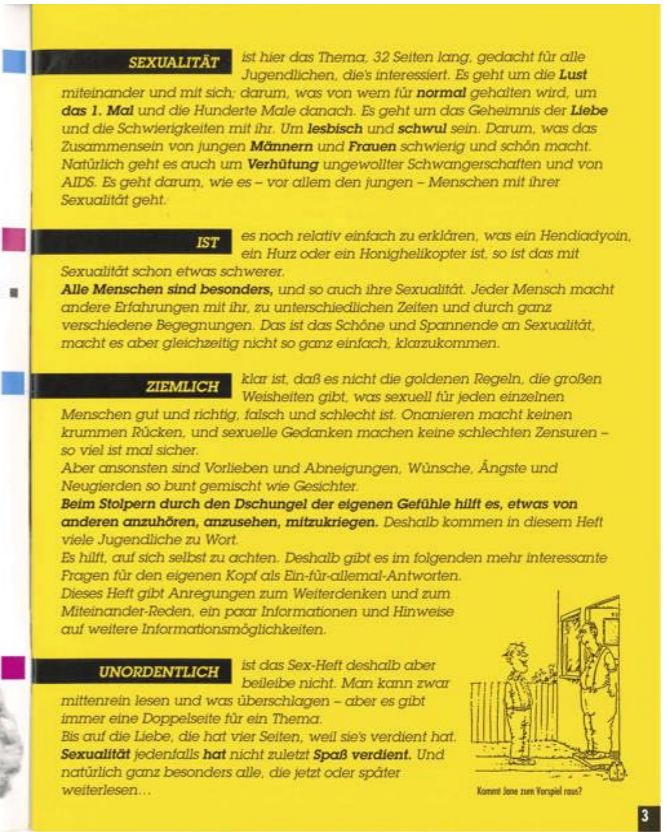 SEXUALITÄT ist hier das Thema, 32 Seiten lang, gedacht für alle
Jugendlichen, die's interessiert. Es geht um die Lust
miteinander und mit sich; darum, was von wem für normal gehalten wird, um
das 1. Mal und die Hunderte Male danach. Es geht um das Geheimnis der Liebe
und die Schwierigkeiten mit ihr. Um lesbisch und schwul sein. Darum, was das
Zusammensein von jungen Männern und Frauen schwierig und schön macht.
Natürlich geht es auch um Verhütung ungewollter Schwangerschaften und von
AIDS. Es geht darum, wie es – vor allem den jungen – Menschen mit ihrer
Sexualität geht.
IST es noch relativ einfach zu erklären, was ein Hendiadyoin,
ein Hurz oder ein Honighelikopter ist, so ist das mit
Sexualität schon etwas schwerer.
Alle Menschen sind besonders, und so auch ihre Sexualität. Jeder Mensch macht
andere Erfahrungen mit ihr, zu unterschiedlichen Zeiten und durch ganz
verschiedene Begegnungen. Das ist das Schöne und Spannende an Sexualität,
macht es aber gleichzeitig nicht so ganz einfach, klarzukommen.
ZIEMLICH klar ist, daß es nicht die goldenen Regeln, die großen
Weisheiten gibt, was sexuell für jeden einzelnen
Menschen gut und richtig, falsch und schlecht ist. Onanieren macht keinen
krummen Rücken, und sexuelle Gedanken machen keine schlechten Zensuren –
so viel ist mal sicher.
Aber ansonsten sind Vorlieben und Abneigungen, Wünsche, Ängste und
Neugierden so bunt gemischt wie Gesichter.
Beim Stolpern durch den Dschungel der eigenen Gefühle hilft es, etwas von
anderen anzuhören, anzusehen, mitzukriegen. Deshalb kommen in diesem Heft
viele Jugendliche zu Wort.
Es hilft, auf sich selbst zu achten. Deshalb gibt es im folgenden mehr interessante
Fragen für den eigenen Kopf als Ein-für-allemal-Antworten.
Dieses Heft gibt Anregungen zum Weiterdenken und zum
Miteinander-Reden, ein paar Informationen und Hinweise
auf weitere Informationsmöglichkeiten.
UNORDENTLICH ist das Sex-Heft deshalb aber
beileibe nicht. Man kann zwar
mittenrein lesen und was überschlagen – aber es gibt
immer eine Doppelseite für ein Thema.
Bis auf die Liebe, die hat vier Seiten, weil sie's verdient hat.
Sexualität jedenfalls hat nicht zuletzt Spaß verdient. Und
natürlich ganz besonders alle, die jetzt oder später
weiterlesen...
Kommt Jane zum Vorspiel raus?
3